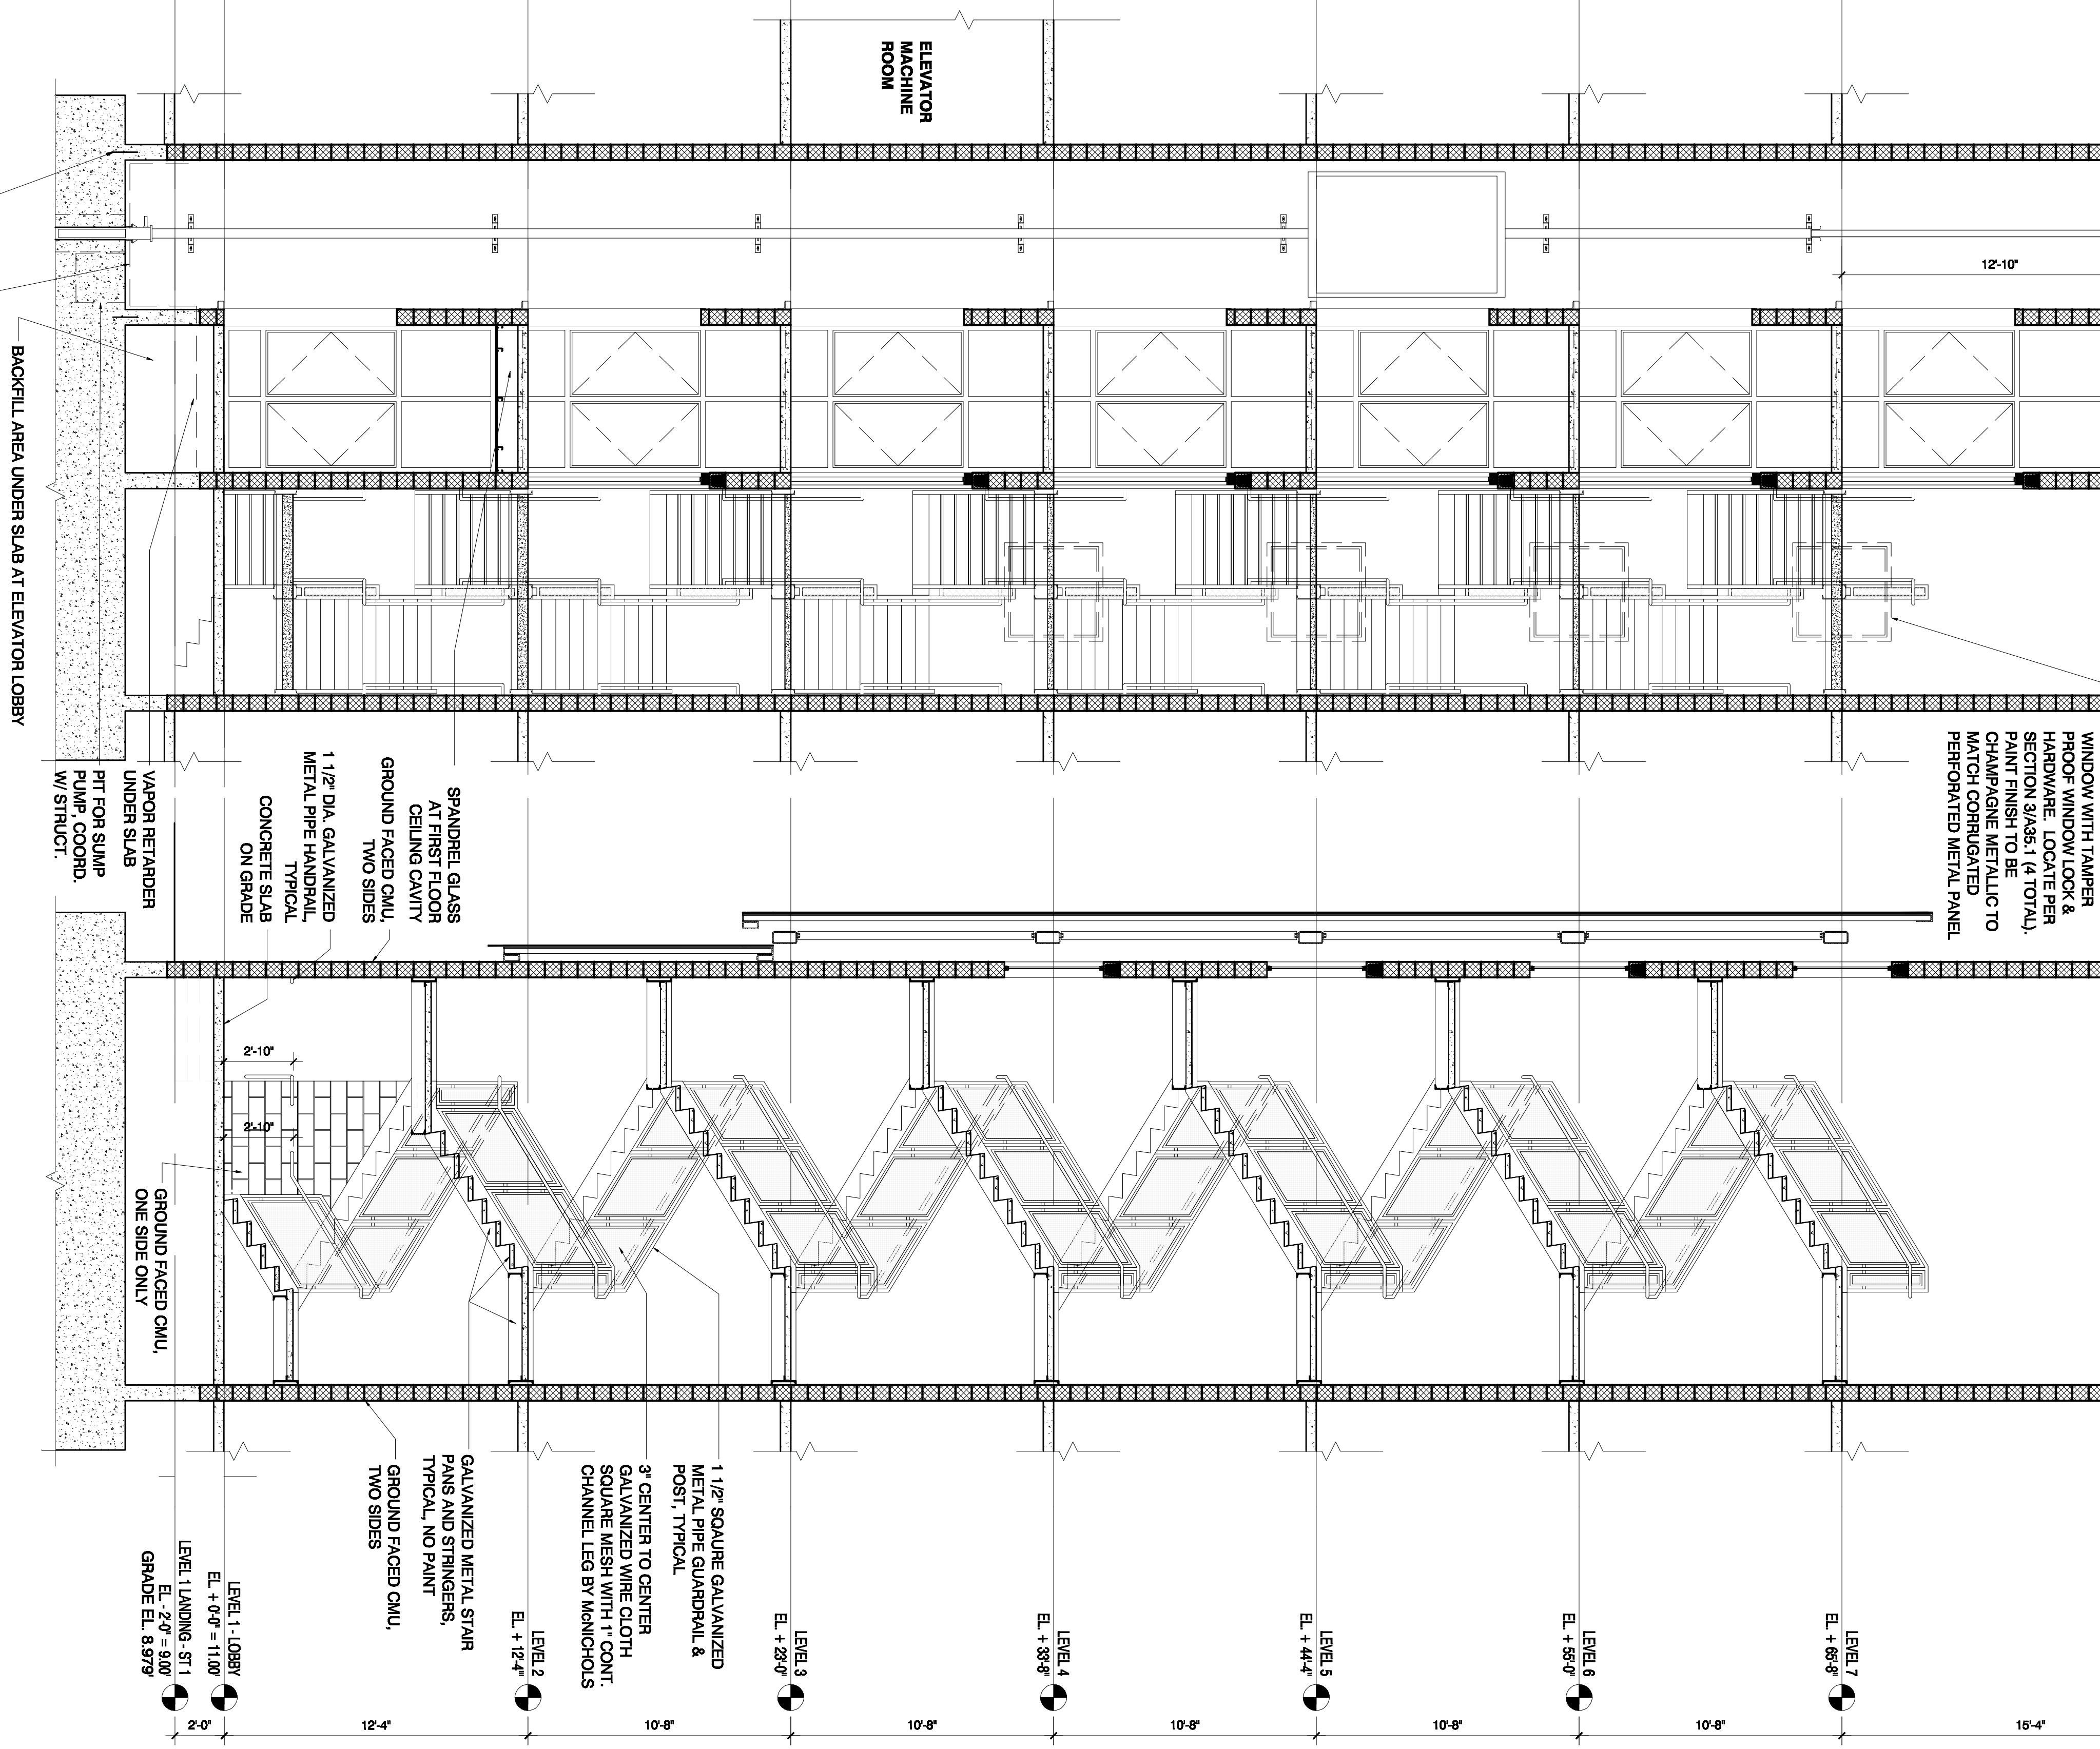 ELEVATOR
MACHINE
ROOM
12'-10"
WINDOW WITH TAMPER
PROOF WINDOW LOCK &
HARDWARE. LOCATE PER
SECTION 3/A35.1 (4 TOTAL).
PAINT FINISH TO BE
CHAMPAGNE METALLIC TO
MATCH CORRUGATED
PERFORATED METAL PANEL
BACKFILL AREA UNDER SLAB AT ELEVATOR LOBBY
SPANDREL GLASS
AT FIRST FLOOR
CEILING CAVITY
GROUND FACED CMU,
TWO SIDES
1 1/2" DIA. GALVANIZED
METAL PIPE HANDRAIL,
TYPICAL
CONCRETE SLAB
ON GRADE
VAPOR RETARDER
UNDER SLAB
PIT FOR SUMP
PUMP, COORD.
W/ STRUCT.
2'-10"
2'-10"
GROUND FACED CMU,
ONE SIDE ONLY
1 1/2" SQAURE GALVANIZED
METAL PIPE GUARDRAIL &
POST, TYPICAL
3" CENTER TO CENTER
GALVANIZED WIRE CLOTH
SQUARE MESH WITH 1" CONT.
CHANNEL LEG BY McNICHOLS
GALVANIZED METAL STAIR
PANS AND STRINGERS,
TYPICAL, NO PAINT
GROUND FACED CMU,
TWO SIDES
LEVEL 7
EL. + 65'-8"
LEVEL 6
EL. + 55'-0"
LEVEL 5
EL. + 44'-4"
LEVEL 4
EL. + 33'-8"
LEVEL 3
EL. + 23'-0"
LEVEL 2
EL. + 12'-4"
LEVEL 1 - LOBBY
EL. + 0'-0" = 11.00'
LEVEL 1 LANDING - ST 1
EL. - 2'-0" = 9.00'
GRADE EL. 8.979'
2'-0"
12'-4"
10'-8"
10'-8"
10'-8"
10'-8"
10'-8"
15'-4"